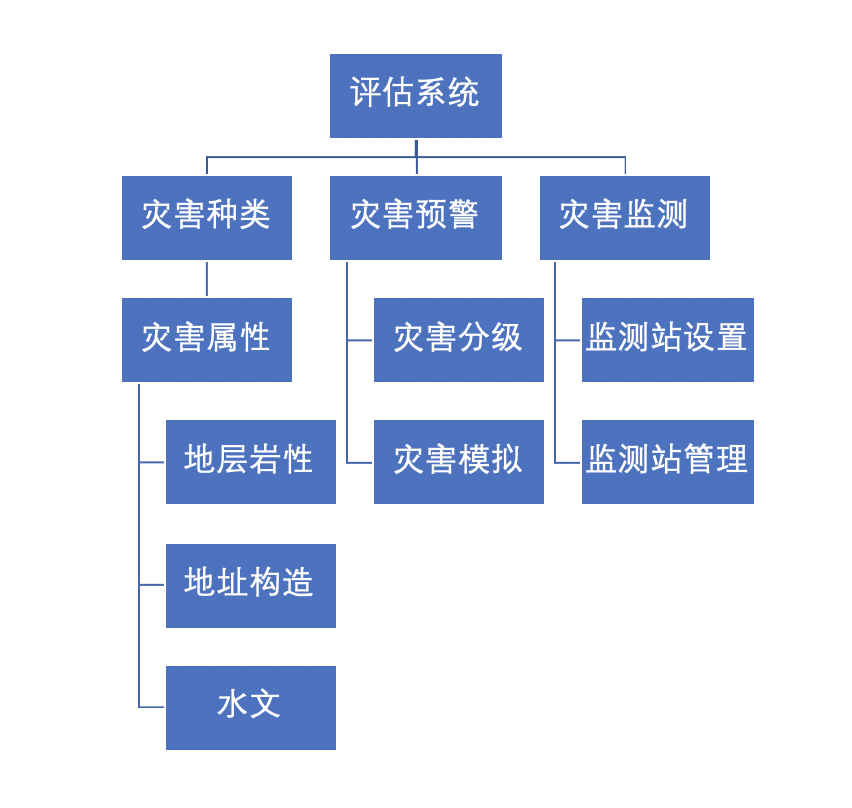 评估系统
灾害种类
灾害预警
灾害监测
灾害属性
灾害分级
监测站设置
地层岩性
灾害模拟
监测站管理
地址构造
水文